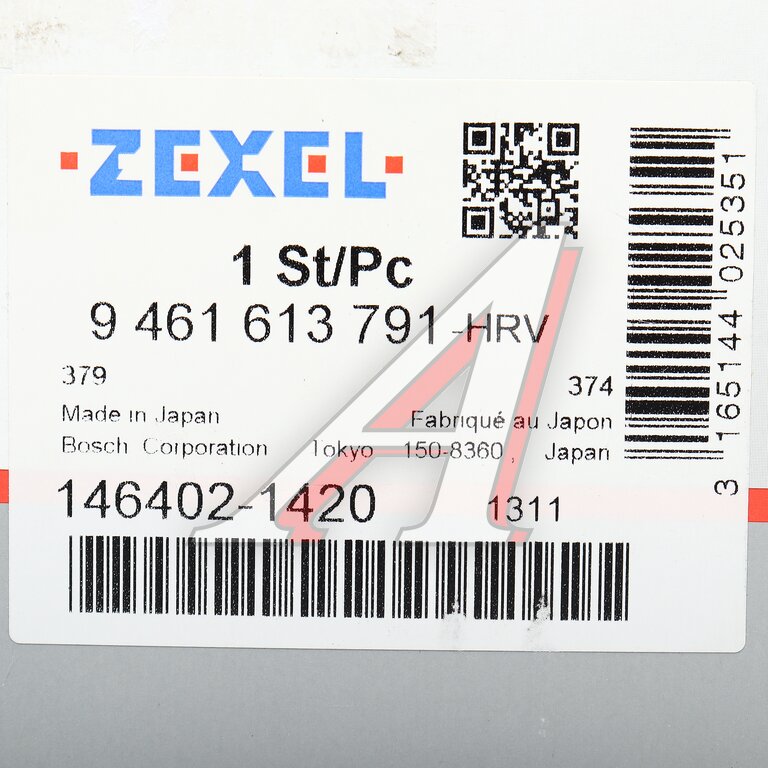 ZEXEL
1 St/Pc
9 461 613 791 -HRV
379
374
Made in Japan
Fabriqué au Japon
Bosch Corporation Tokyo 150-8360, Japan
146402-1420 1311
3 165144 025351